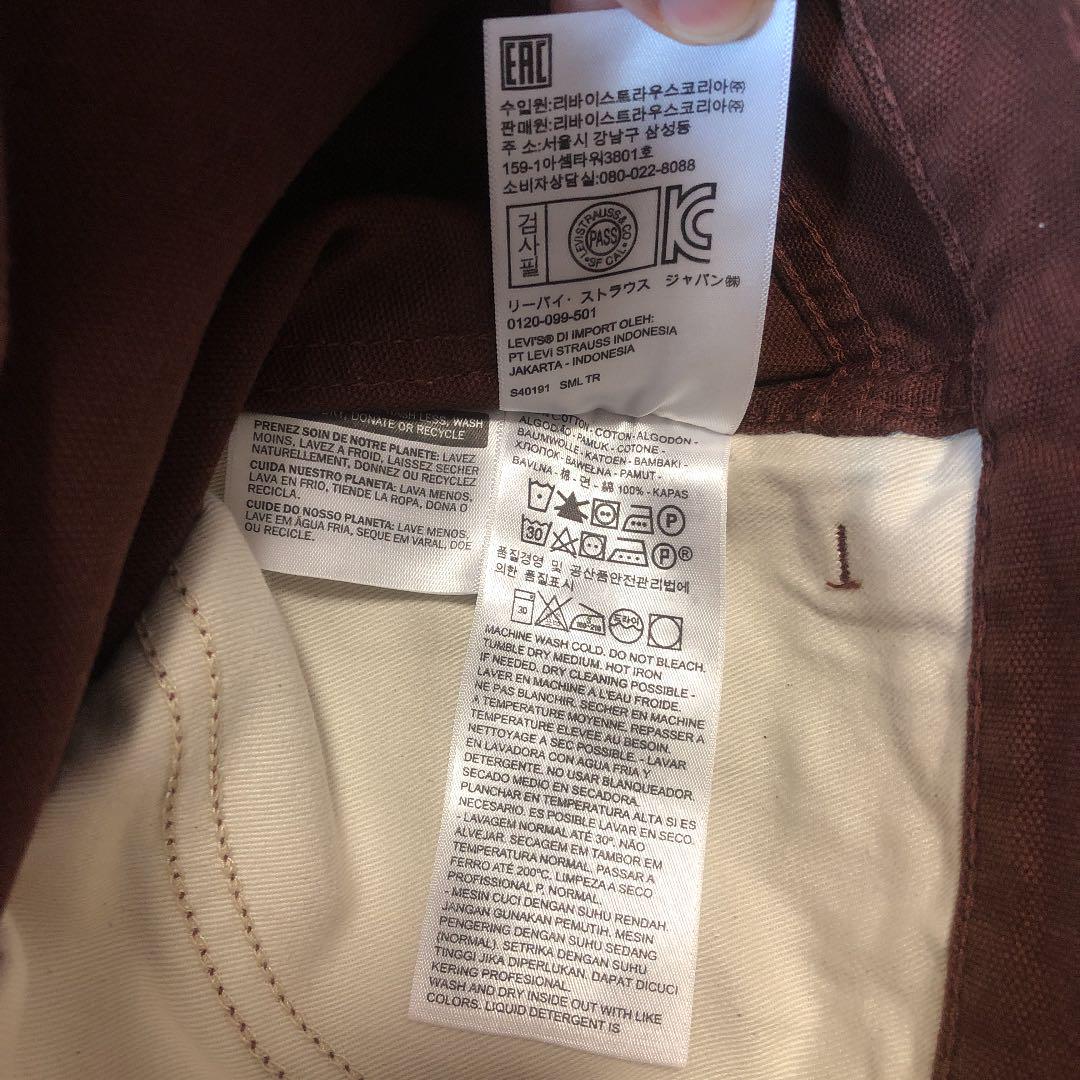 EAC
수입원:리바이스트라우스코리아㈜
판매원:리바이스트라우스코리아㈜
주 소:서울시 강남구 삼성동
159-1아셈타워3801호
소비자상담실:080-022-8088
검사필
LEVI STRAUSS & CO
PASS
SF CAL
KC
リーバイ・ストラウス ジャパン㈱
0120-099-501
LEVI'S® DI IMPORT OLEH:
PT LEVI STRAUSS INDONESIA
JAKARTA - INDONESIA
S40191 SML TR
WASH LESS, WASH
DONATE OR RECYCLE
PRENEZ SOIN DE NOTRE PLANETE: LAVEZ
MOINS, LAVEZ A FROID, LAISSEZ SECHER
NATURELLEMENT, DONNEZ OU RECYCLEZ
CUIDA NUESTRO PLANETA: LAVA MENOS,
LAVA EN FRIO, TIENDE LA ROPA, DONA O
RECICLA.
CUIDE DO NOSSO PLANETA: LAVE MENOS,
LAVE EM ÁGUA FRIA, SEQUE EM VARAL, DOE
OU RECICLE.
COTTON - COTON - ALGODÓN -
ALGODÃO - PAMUK - COTONE -
BAUMWOLLE - KATOEN - BAMBAKI -
ХЛОПОК - BAWEŁNA - PAMUT -
BAVLNA - 棉 - 면 - 綿 100% - KAPAS
P
30 P®
품질경영 및 공산품안전관리법에
의한 품질표시
30 드라이
MACHINE WASH COLD. DO NOT BLEACH.
TUMBLE DRY MEDIUM. HOT IRON
IF NEEDED. DRY CLEANING POSSIBLE -
LAVER EN MACHINE A L'EAU FROIDE.
NE PAS BLANCHIR. SECHER EN MACHINE
A TEMPERATURE MOYENNE. REPASSER A
TEMPERATURE ELEVEE AU BESOIN.
NETTOYAGE A SEC POSSIBLE. - LAVAR
EN LAVADORA CON AGUA FRIA Y
DETERGENTE. NO USAR BLANQUEADOR.
SECADO MEDIO EN SECADORA.
PLANCHAR EN TEMPERATURA ALTA SI ES
NECESARIO. ES POSIBLE LAVAR EN SECO.
- LAVAGEM NORMAL ATÉ 30º. NÃO
ALVEJAR. SECAGEM EM TAMBOR EM
TEMPERATURA NORMAL. PASSAR A
FERRO ATÉ 200ºC. LIMPEZA A SECO
PROFISSIONAL P, NORMAL.
- MESIN CUCI DENGAN SUHU RENDAH.
JANGAN GUNAKAN PEMUTIH. MESIN
PENGERING DENGAN SUHU SEDANG
(NORMAL). SETRIKA DENGAN SUHU
TINGGI JIKA DIPERLUKAN. DAPAT DICUCI
KERING PROFESIONAL.
WASH AND DRY INSIDE OUT WITH LIKE
COLORS. LIQUID DETERGENT IS